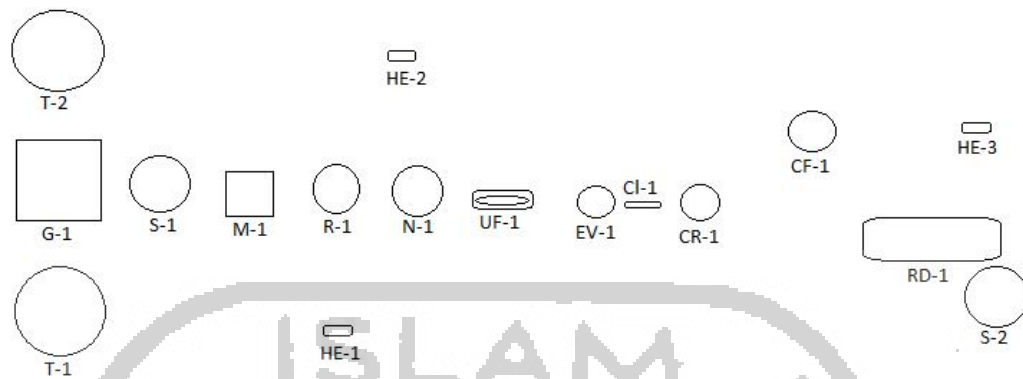 T-2
HE-2
CF-1
HE-3
G-1
S-1
M-1
R-1
N-1
UF-1
EV-1
Cl-1
CR-1
RD-1
S-2
T-1
HE-1
ISLAM